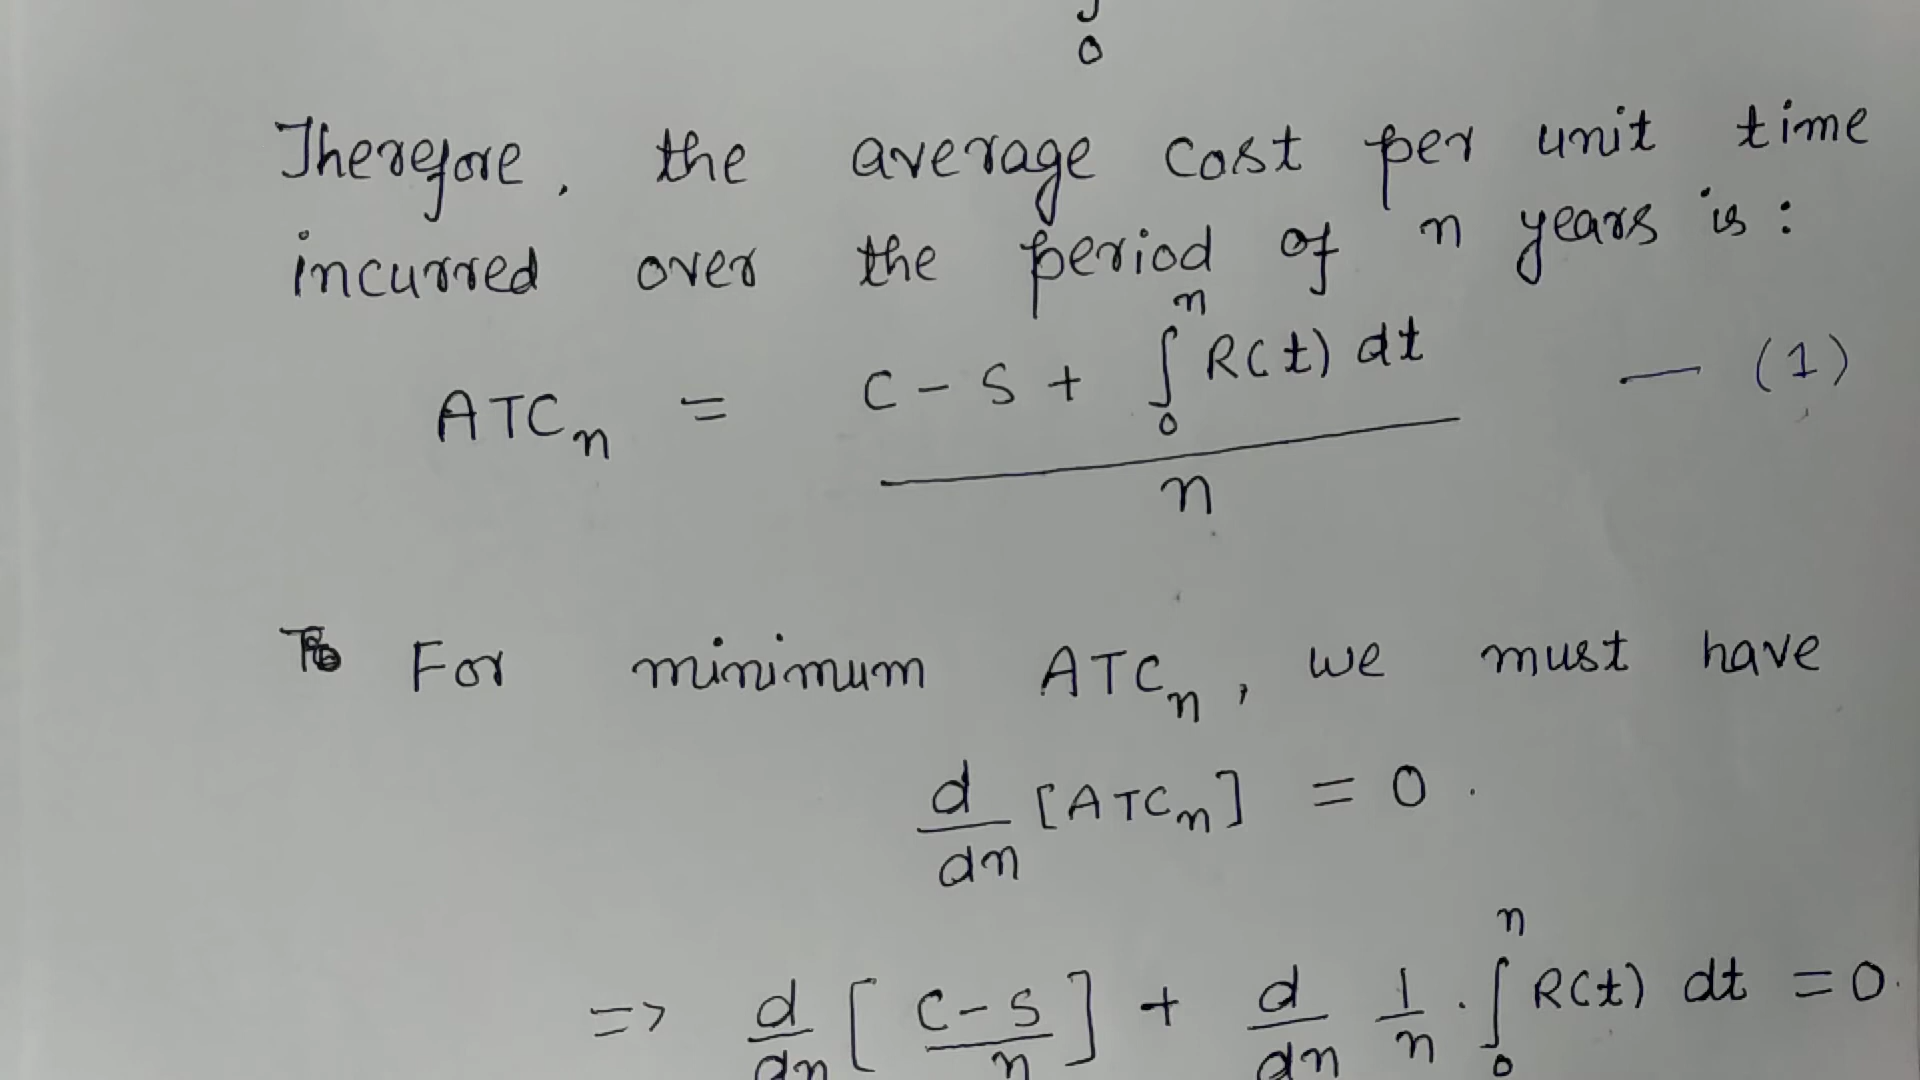 ∫
0
Therefore, the average cost per unit time
incurred over the period of n years is :
ATC_n = (C - S + ∫_0^n R(t) dt) / n — (1)
For minimum ATC_n, we must have
d/dn [ATC_n] = 0.
=> d/dn [(C-S)/n] + d/dn 1/n . ∫_0^n R(t) dt = 0.